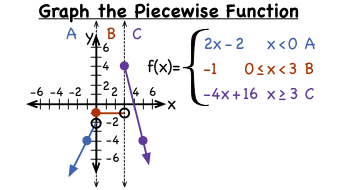 Graph the Piecewise Function
A y B C
f(x)= { 2x-2 x<0 A
-1 0≤x<3 B
-4x+16 x≥3 C
6
4
2
-6 -4 -2 2 4 6 x
-2
-4
-6